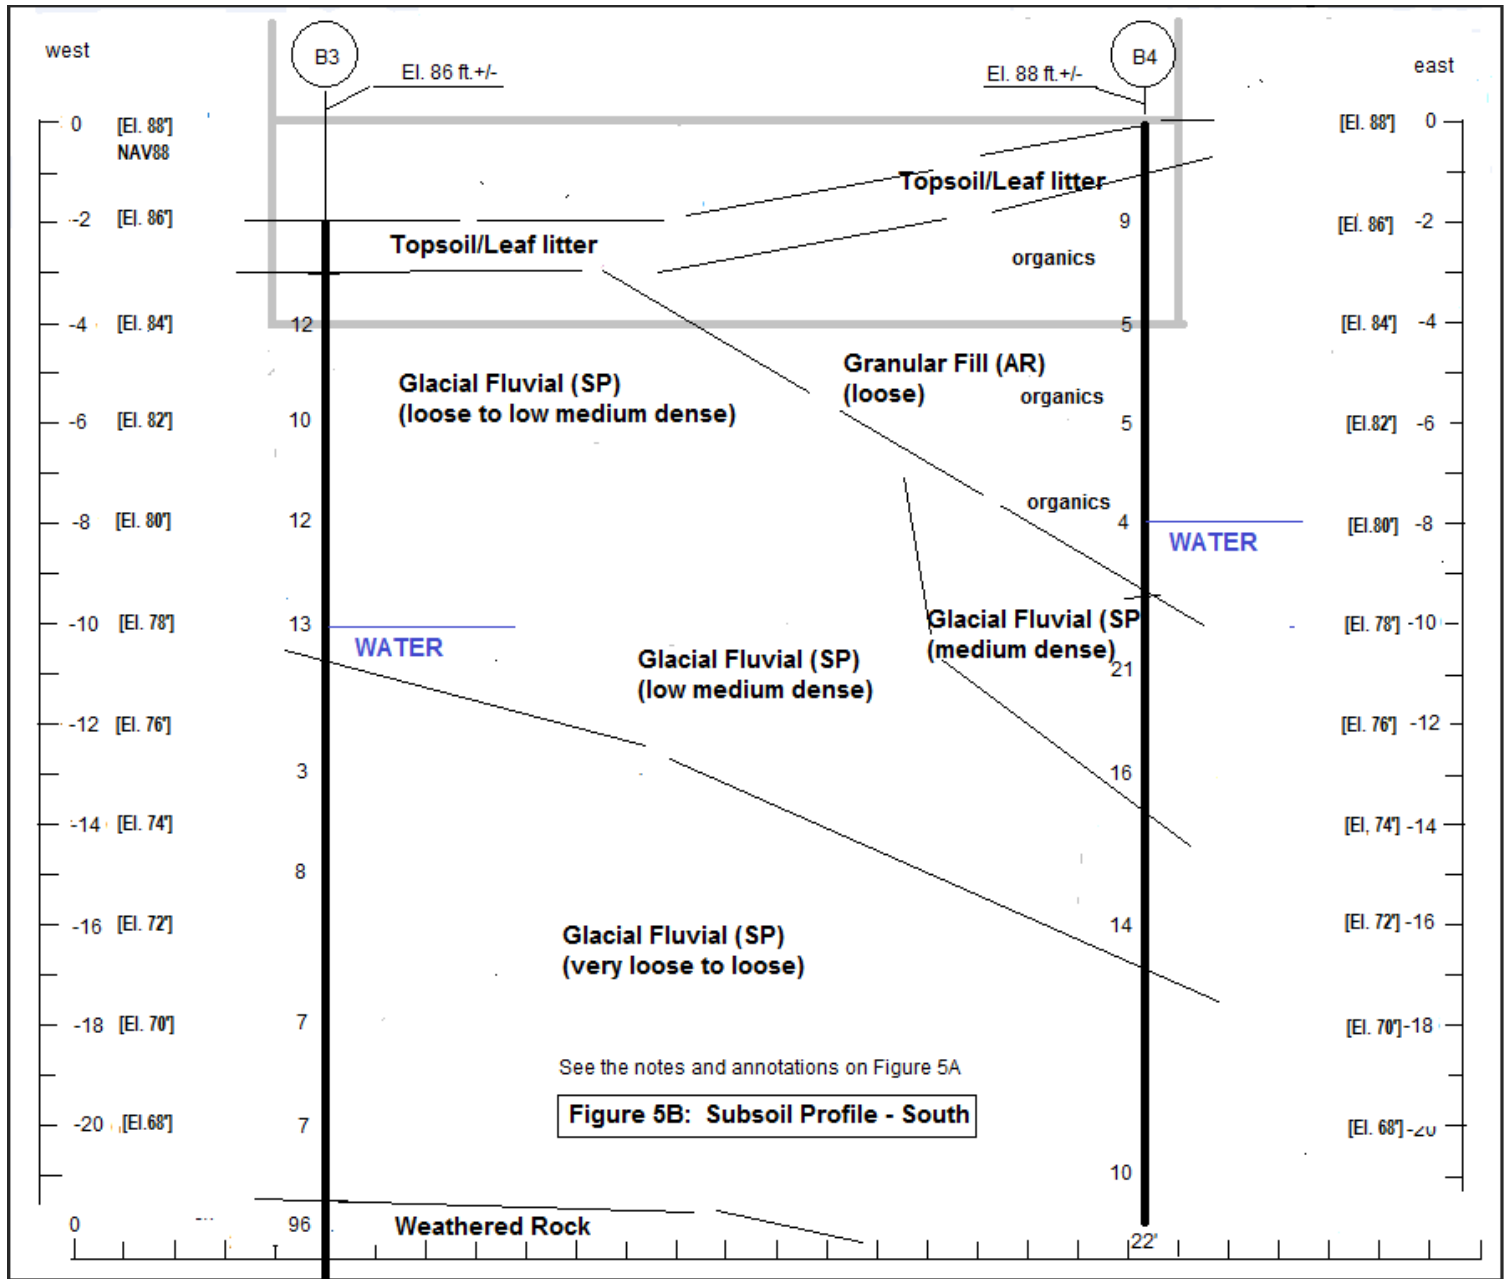 west
B3
El. 86 ft.+/-
El. 88 ft.+/-
B4
east
0 [El. 88']
NAV88
[El. 88'] 0
Topsoil/Leaf litter
-2 [El. 86']
9
[El. 86'] -2
Topsoil/Leaf litter
organics
-4 [El. 84']
12
5
[El. 84'] -4
Glacial Fluvial (SP)
(loose to low medium dense)
Granular Fill (AR)
(loose)
organics
-6 [El. 82']
10
5
[El.82'] -6
organics
-8 [El. 80']
12
4
WATER
[El.80'] -8
-10 [El. 78']
13
WATER
Glacial Fluvial (SP
(medium dense)
[El. 78'] -10
Glacial Fluvial (SP)
(low medium dense)
21
-12 [El. 76']
[El. 76'] -12
3
16
-14 [El. 74']
[El, 74'] -14
8
-16 [El. 72']
14
[El. 72'] -16
Glacial Fluvial (SP)
(very loose to loose)
-18 [El. 70']
7
[El. 70'] -18
See the notes and annotations on Figure 5A
Figure 5B: Subsoil Profile - South
-20 [El.68']
7
[El. 68'] -20
10
0
96
Weathered Rock
22'